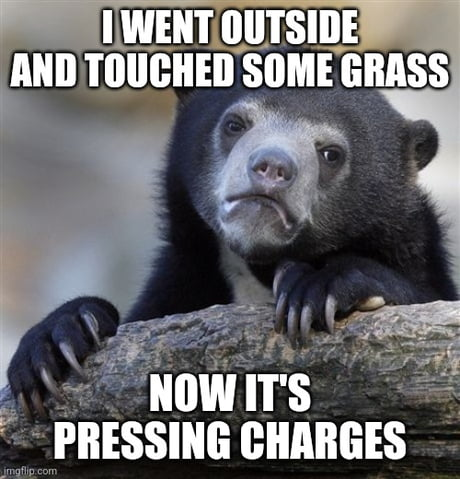 I WENT OUTSIDE
AND TOUCHED SOME GRASS
NOW IT'S
PRESSING CHARGES
imgflip.com